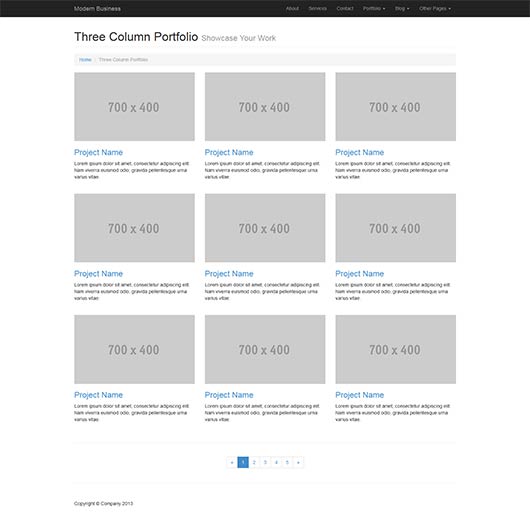 Modern Business About Services Contact Portfolio Blog Other Pages
Three Column Portfolio Showcase Your Work
Home / Three Column Portfolio
700 x 400 700 x 400 700 x 400
Project Name Project Name Project Name
Lorem ipsum dolor sit amet, consectetur adipiscing elit. Lorem ipsum dolor sit amet, consectetur adipiscing elit. Lorem ipsum dolor sit amet, consectetur adipiscing elit.
Nam viverra euismod odio, gravida pellentesque urna Nam viverra euismod odio, gravida pellentesque urna Nam viverra euismod odio, gravida pellentesque urna
varius vitae. varius vitae. varius vitae.
700 x 400 700 x 400 700 x 400
Project Name Project Name Project Name
Lorem ipsum dolor sit amet, consectetur adipiscing elit. Lorem ipsum dolor sit amet, consectetur adipiscing elit. Lorem ipsum dolor sit amet, consectetur adipiscing elit.
Nam viverra euismod odio, gravida pellentesque urna Nam viverra euismod odio, gravida pellentesque urna Nam viverra euismod odio, gravida pellentesque urna
varius vitae. varius vitae. varius vitae.
700 x 400 700 x 400 700 x 400
Project Name Project Name Project Name
Lorem ipsum dolor sit amet, consectetur adipiscing elit. Lorem ipsum dolor sit amet, consectetur adipiscing elit. Lorem ipsum dolor sit amet, consectetur adipiscing elit.
Nam viverra euismod odio, gravida pellentesque urna Nam viverra euismod odio, gravida pellentesque urna Nam viverra euismod odio, gravida pellentesque urna
varius vitae. varius vitae. varius vitae.
« 1 2 3 4 5 »
Copyright © Company 2013